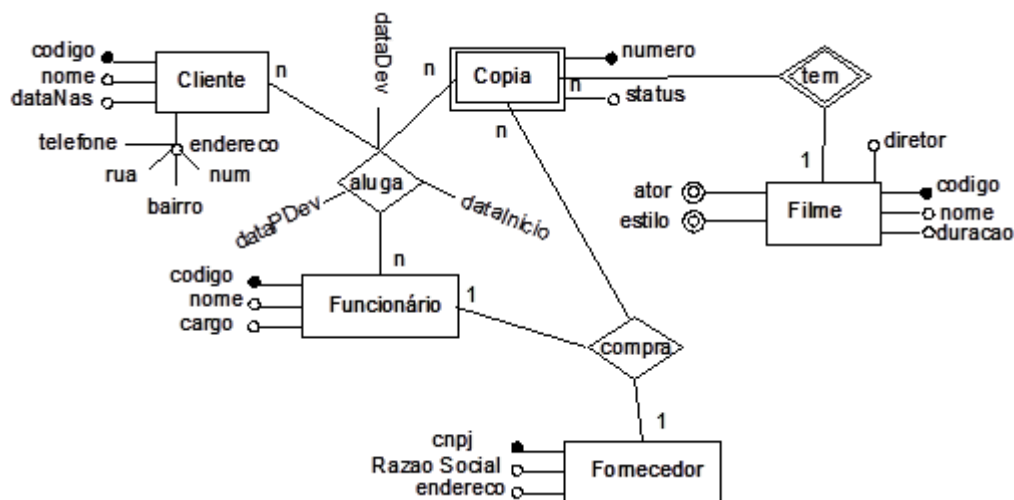 codigo
nome
dataNas
Cliente
n
telefone
endereco
rua
num
bairro
dataDev
n
Copia
numero
n
status
n
tem
1
diretor
ator
estilo
Filme
codigo
nome
duracao
aluga
dataPDev
dataInicio
n
codigo
nome
cargo
Funcionário
1
compra
1
cnpj
Razao Social
endereco
Fornecedor